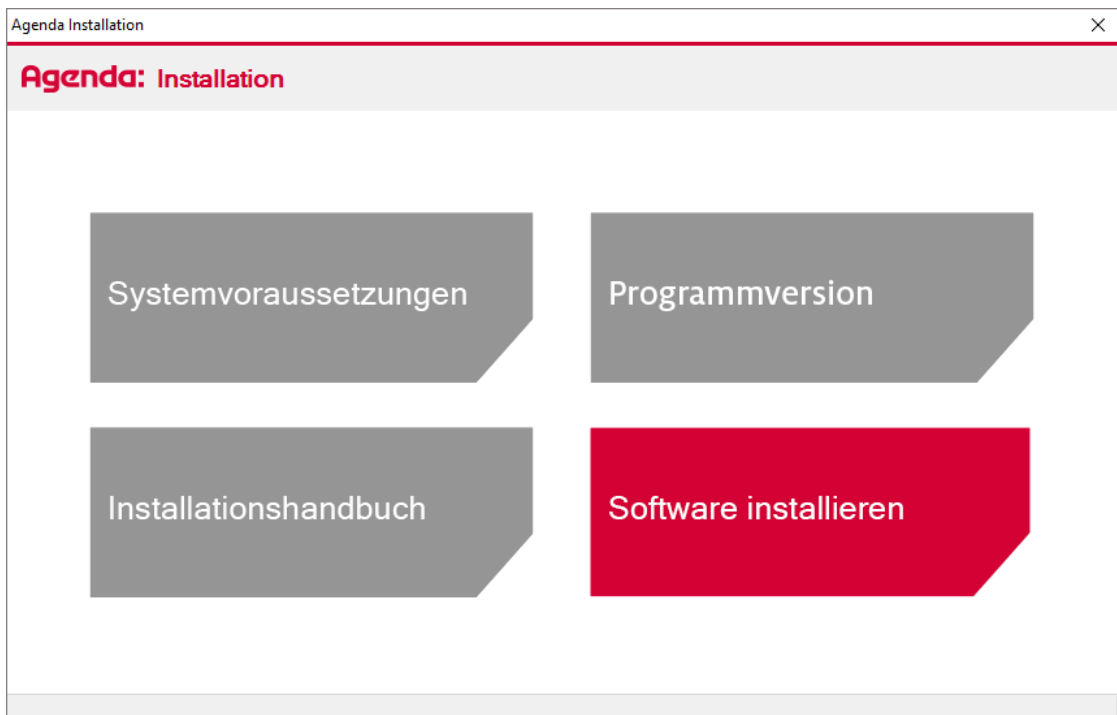 Agenda Installation
Agenda: Installation
Systemvoraussetzungen
Programmversion
Installationshandbuch
Software installieren